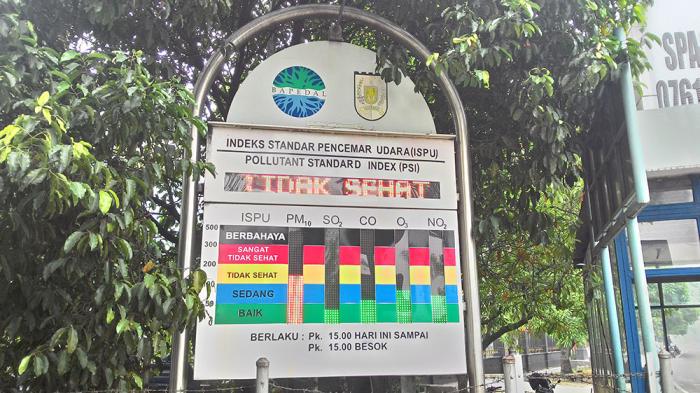 SPA
0761
BAPEDAL
INDEKS STANDAR PENCEMAR UDARA(ISPU)
POLLUTANT STANDARD INDEX (PSI)
TIDAK SEHAT
ISPU PM10 SO2 CO O3 NO2
500
BERBAHAYA
300
SANGAT
TIDAK SEHAT
200
TIDAK SEHAT
SEDANG
50
BAIK
0
BERLAKU : Pk. 15.00 HARI INI SAMPAI
Pk. 15.00 BESOK